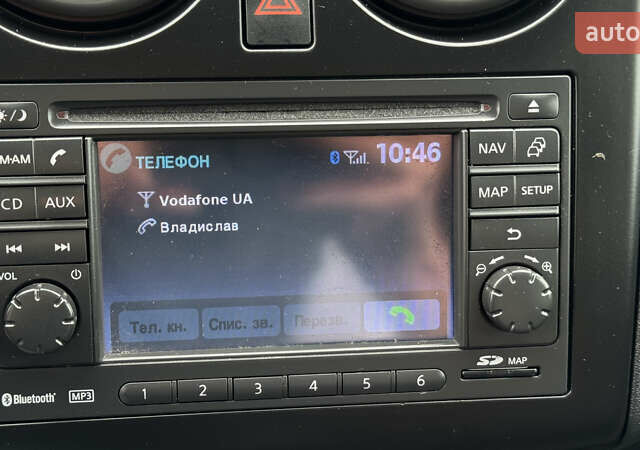 auto
ТЕЛЕФОН 10:46
Vodafone UA
Владислав
Тел. кн. Спис. зв. Перезв.
M·AM
CD AUX
VOL
NAV
MAP SETUP
Bluetooth MP3
1 2 3 4 5 6
SD MAP